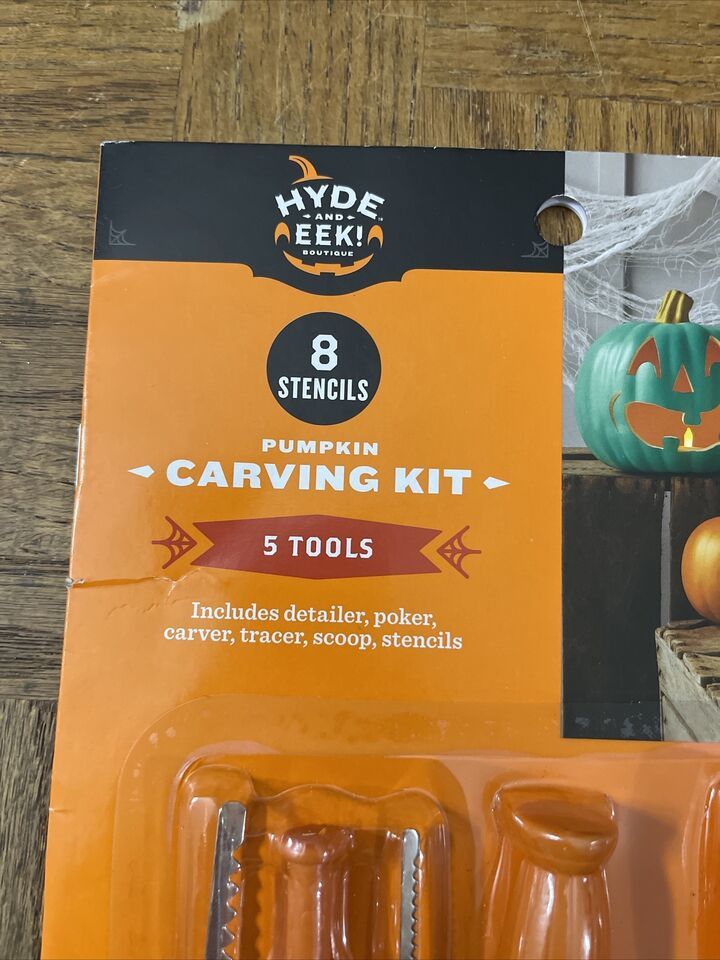 HYDE
AND
EEK!
BOUTIQUE
8
STENCILS
PUMPKIN
CARVING KIT
5 TOOLS
Includes detailer, poker,
carver, tracer, scoop, stencils